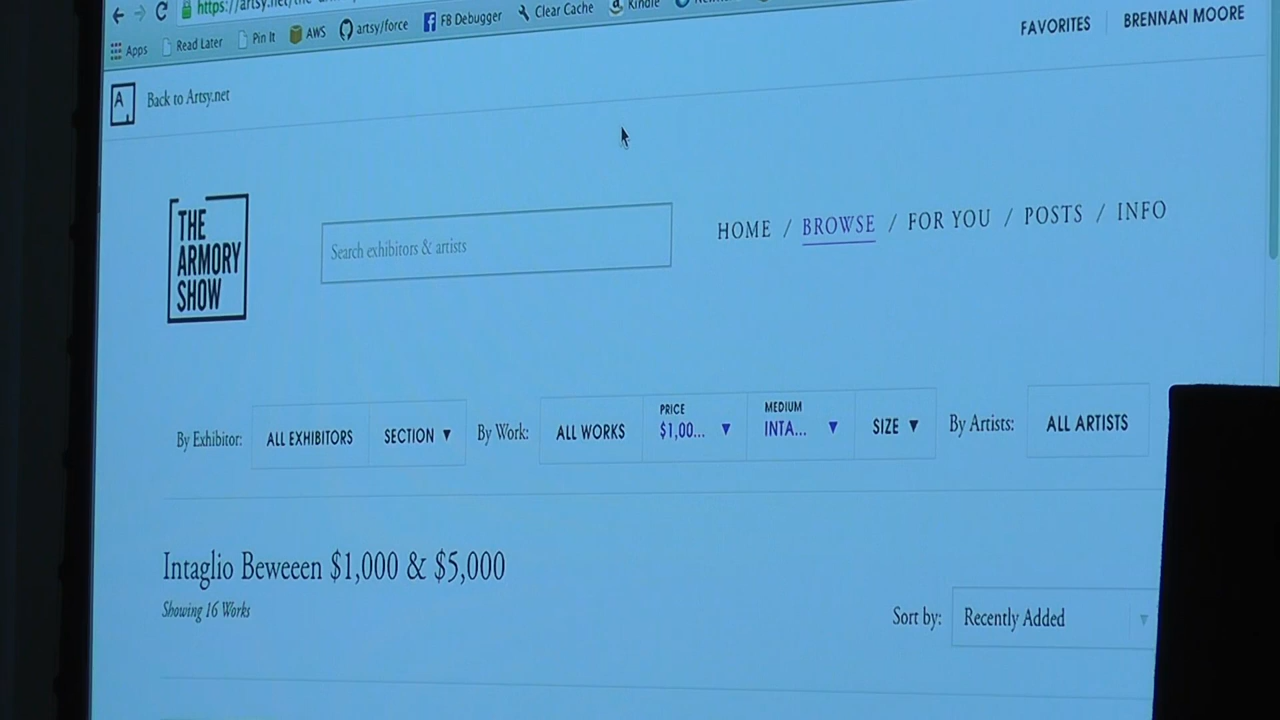 https://artsy.net/the-arm
Apps Read Later Pin It AWS artsy/force FB Debugger Clear Cache Kindle
FAVORITES BRENNAN MOORE
A Back to Artsy.net
THE ARMORY SHOW
Search exhibitors & artists
HOME / BROWSE / FOR YOU / POSTS / INFO
By Exhibitor: ALL EXHIBITORS SECTION ▼ By Work: ALL WORKS PRICE $1,00... ▼ MEDIUM INTA... ▼ SIZE ▼ By Artists: ALL ARTISTS
Intaglio Beweeen $1,000 & $5,000
Showing 16 Works
Sort by: Recently Added ▼